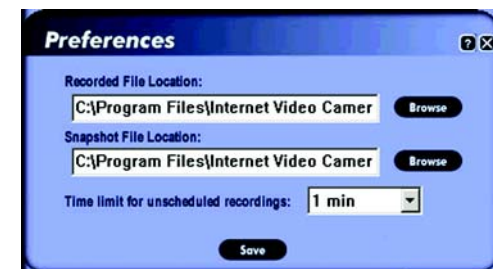 Preferences
? X
Recorded File Location:
C:\Program Files\Internet Video Camer Browse
Snapshot File Location:
C:\Program Files\Internet Video Camer Browse
Time limit for unscheduled recordings: 1 min
Save